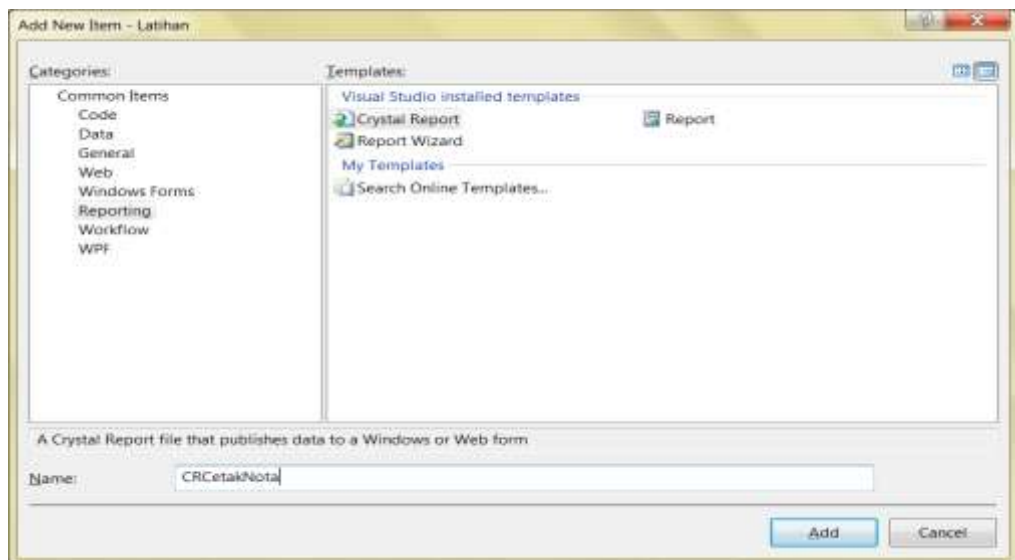 Add New Item - Latihan
Categories:
Templates:
Common Items
Code
Data
General
Web
Windows Forms
Reporting
Workflow
WPF
Visual Studio installed templates
Crystal Report
Report
Report Wizard
My Templates
Search Online Templates...
A Crystal Report file that publishes data to a Windows or Web form
Name:
CRCetakNota
Add
Cancel